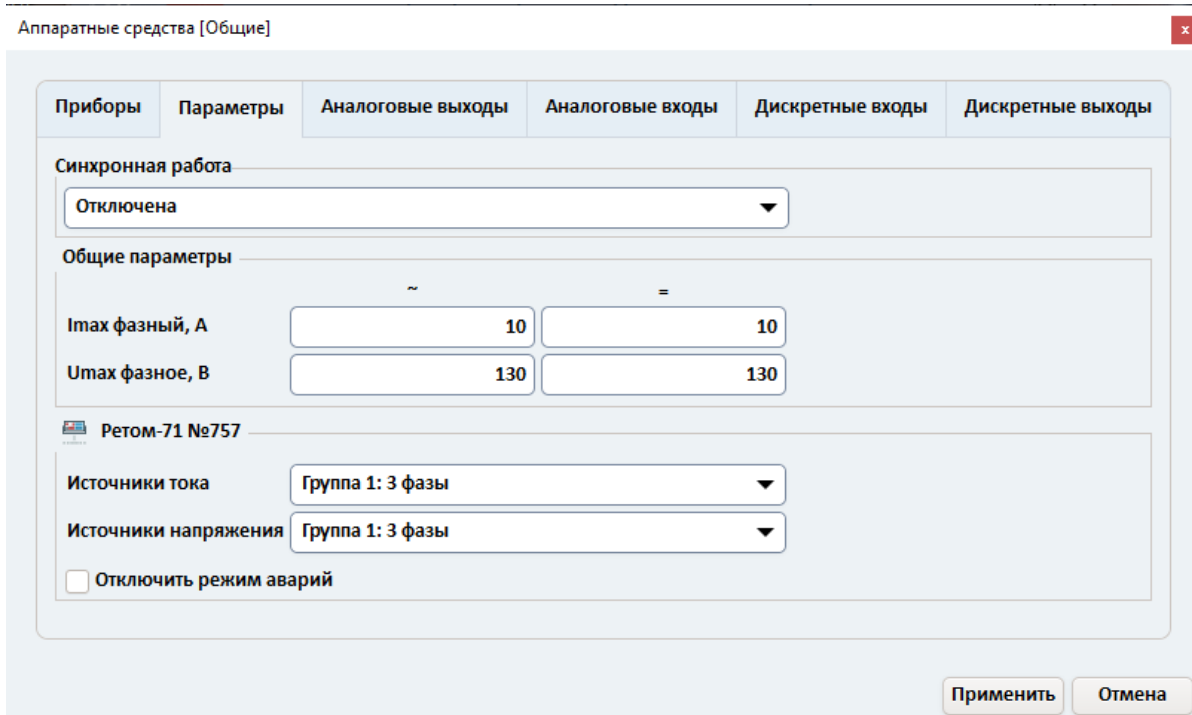 Аппаратные средства [Общие]
x
Приборы Параметры Аналоговые выходы Аналоговые входы Дискретные входы Дискретные выходы
Синхронная работа
Отключена
Общие параметры
~ =
Imax фазный, А 10 10
Umax фазное, В 130 130
Ретом-71 №757
Источники тока Группа 1: 3 фазы
Источники напряжения Группа 1: 3 фазы
Отключить режим аварий
Применить Отмена